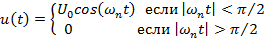 u(t) = {U₀cos(ωₙt) если |ωₙt| < π/2
0 если |ωₙt| > π/2